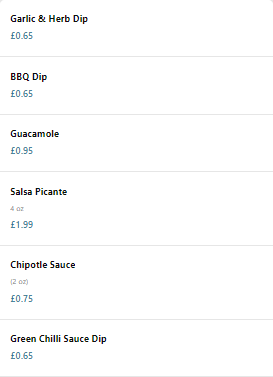 Garlic & Herb Dip
£0.65
BBQ Dip
£0.65
Guacamole
£0.95
Salsa Picante
4 oz
£1.99
Chipotle Sauce
(2 oz)
£0.75
Green Chilli Sauce Dip
£0.65